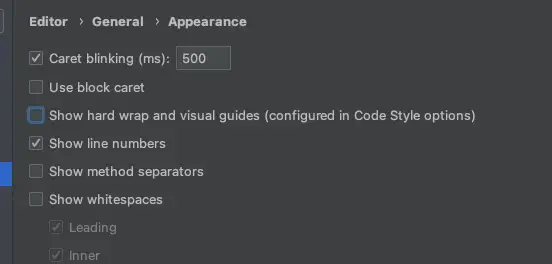 Editor › General › Appearance
Caret blinking (ms): 500
Use block caret
Show hard wrap and visual guides (configured in Code Style options)
Show line numbers
Show method separators
Show whitespaces
Leading
Inner